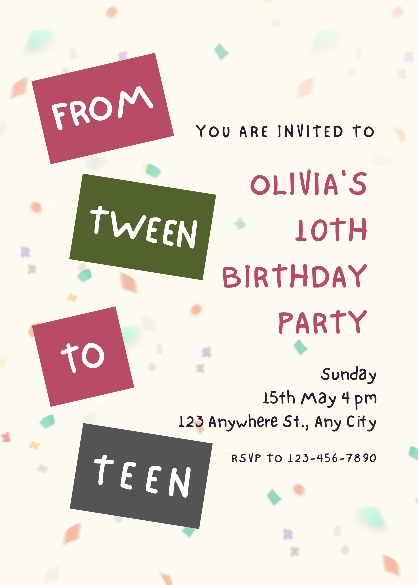 FROM
TWEEN
TO
TEEN
YOU ARE INVITED TO
OLIVIA'S
10TH
BIRTHDAY
PARTY
Sunday
15th May 4 pm
123 Anywhere St., Any City
RSVP TO 123-456-7890